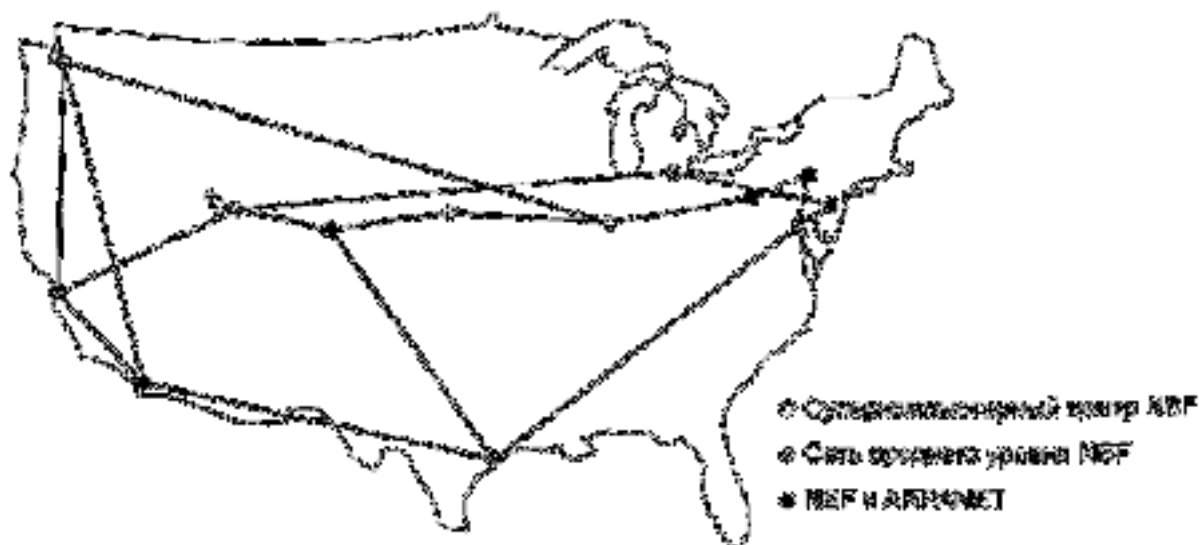 Суперкомпьютерный центр NSF
Сеть среднего уровня NSF
NSF и ARPANET